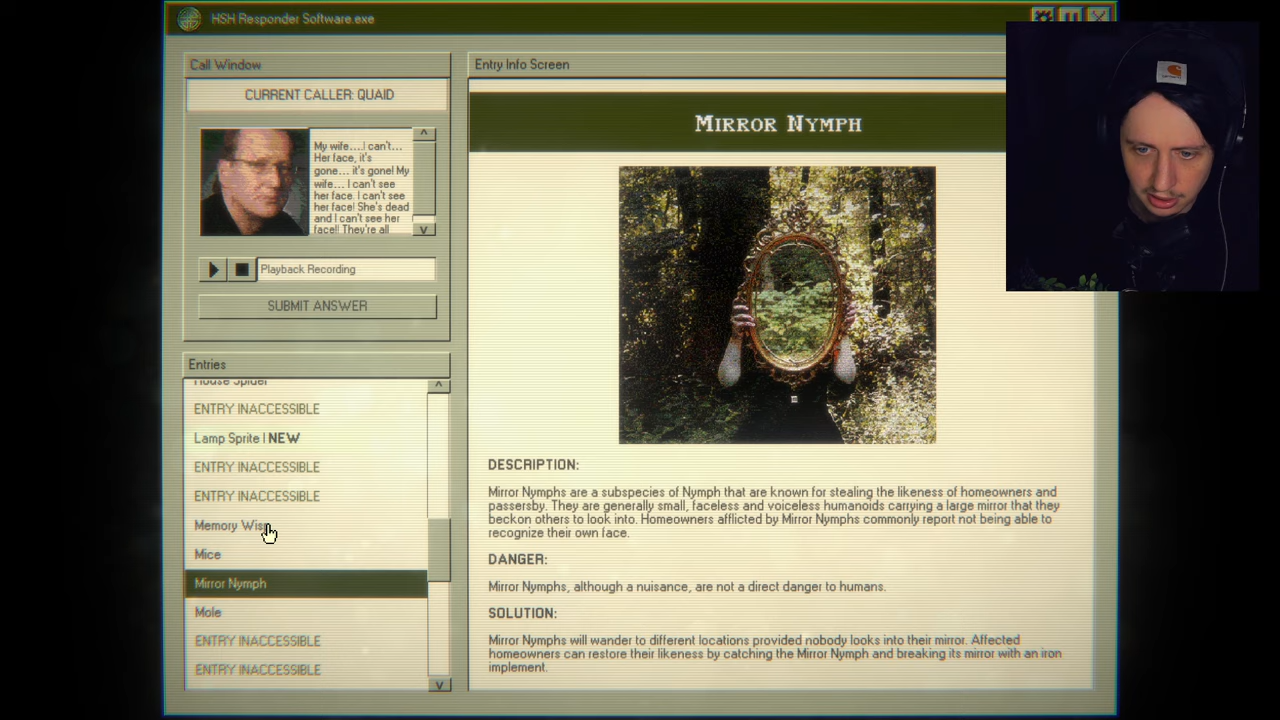 HSH Responder Software.exe
Call Window
CURRENT CALLER: QUAID
My wife....I can't...
Her face, it's
gone... it's gone! My
wife... I can't see
her face. I can't see
her face! She's dead
and I can't see her
face!! They're all
Playback Recording
SUBMIT ANSWER
Entries
House Spider
ENTRY INACCESSIBLE
Lamp Sprite | NEW
ENTRY INACCESSIBLE
ENTRY INACCESSIBLE
Memory Wisp
Mice
Mirror Nymph
Mole
ENTRY INACCESSIBLE
ENTRY INACCESSIBLE
Entry Info Screen
MIRROR NYMPH
DESCRIPTION:
Mirror Nymphs are a subspecies of Nymph that are known for stealing the likeness of homeowners and
passersby. They are generally small, faceless and voiceless humanoids carrying a large mirror that they
beckon others to look into. Homeowners afflicted by Mirror Nymphs commonly report not being able to
recognize their own face.
DANGER:
Mirror Nymphs, although a nuisance, are not a direct danger to humans.
SOLUTION:
Mirror Nymphs will wander to different locations provided nobody looks into their mirror. Affected
homeowners can restore their likeness by catching the Mirror Nymph and breaking its mirror with an iron
implement.